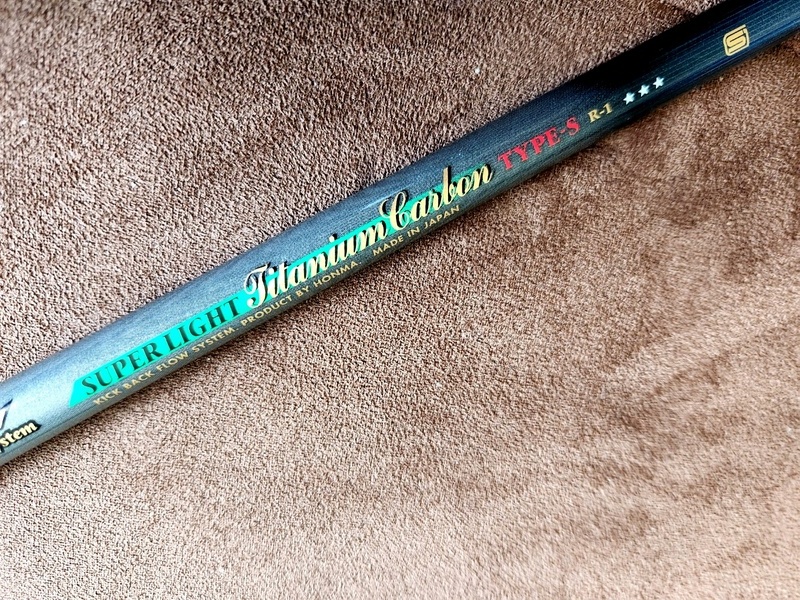 SUPER LIGHT Titanium Carbon TYPE-S R-1 ★★★
KICK BACK FLOW SYSTEM PRODUCT BY HONMA MADE IN JAPAN
S